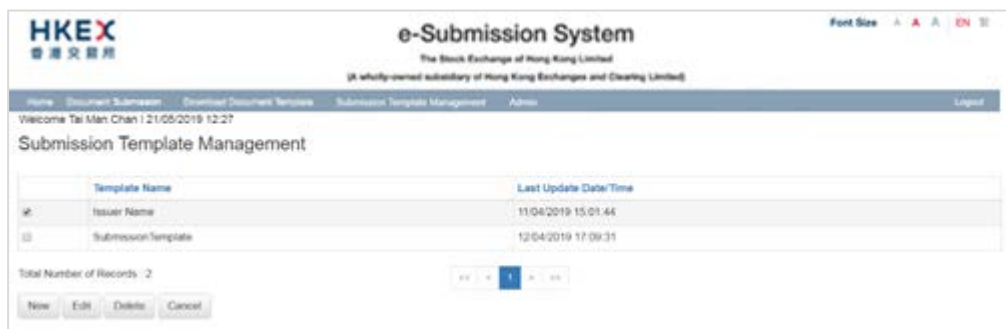 HKEX
香港交易所
e-Submission System
The Stock Exchange of Hong Kong Limited
(A wholly-owned subsidiary of Hong Kong Exchanges and Clearing Limited)
Font Size A A A EN 繁
Home Document Submission Download Document Template Submission Template Management Admin Logout
Welcome Tai Man Chan | 21/05/2019 12:27
Submission Template Management
Template Name Last Update Date/Time
Issuer Name 11/04/2019 15:01:44
SubmissionTemplate 12/04/2019 17:09:31
Total Number of Records : 2
<< < 1 > >>
New Edit Delete Cancel